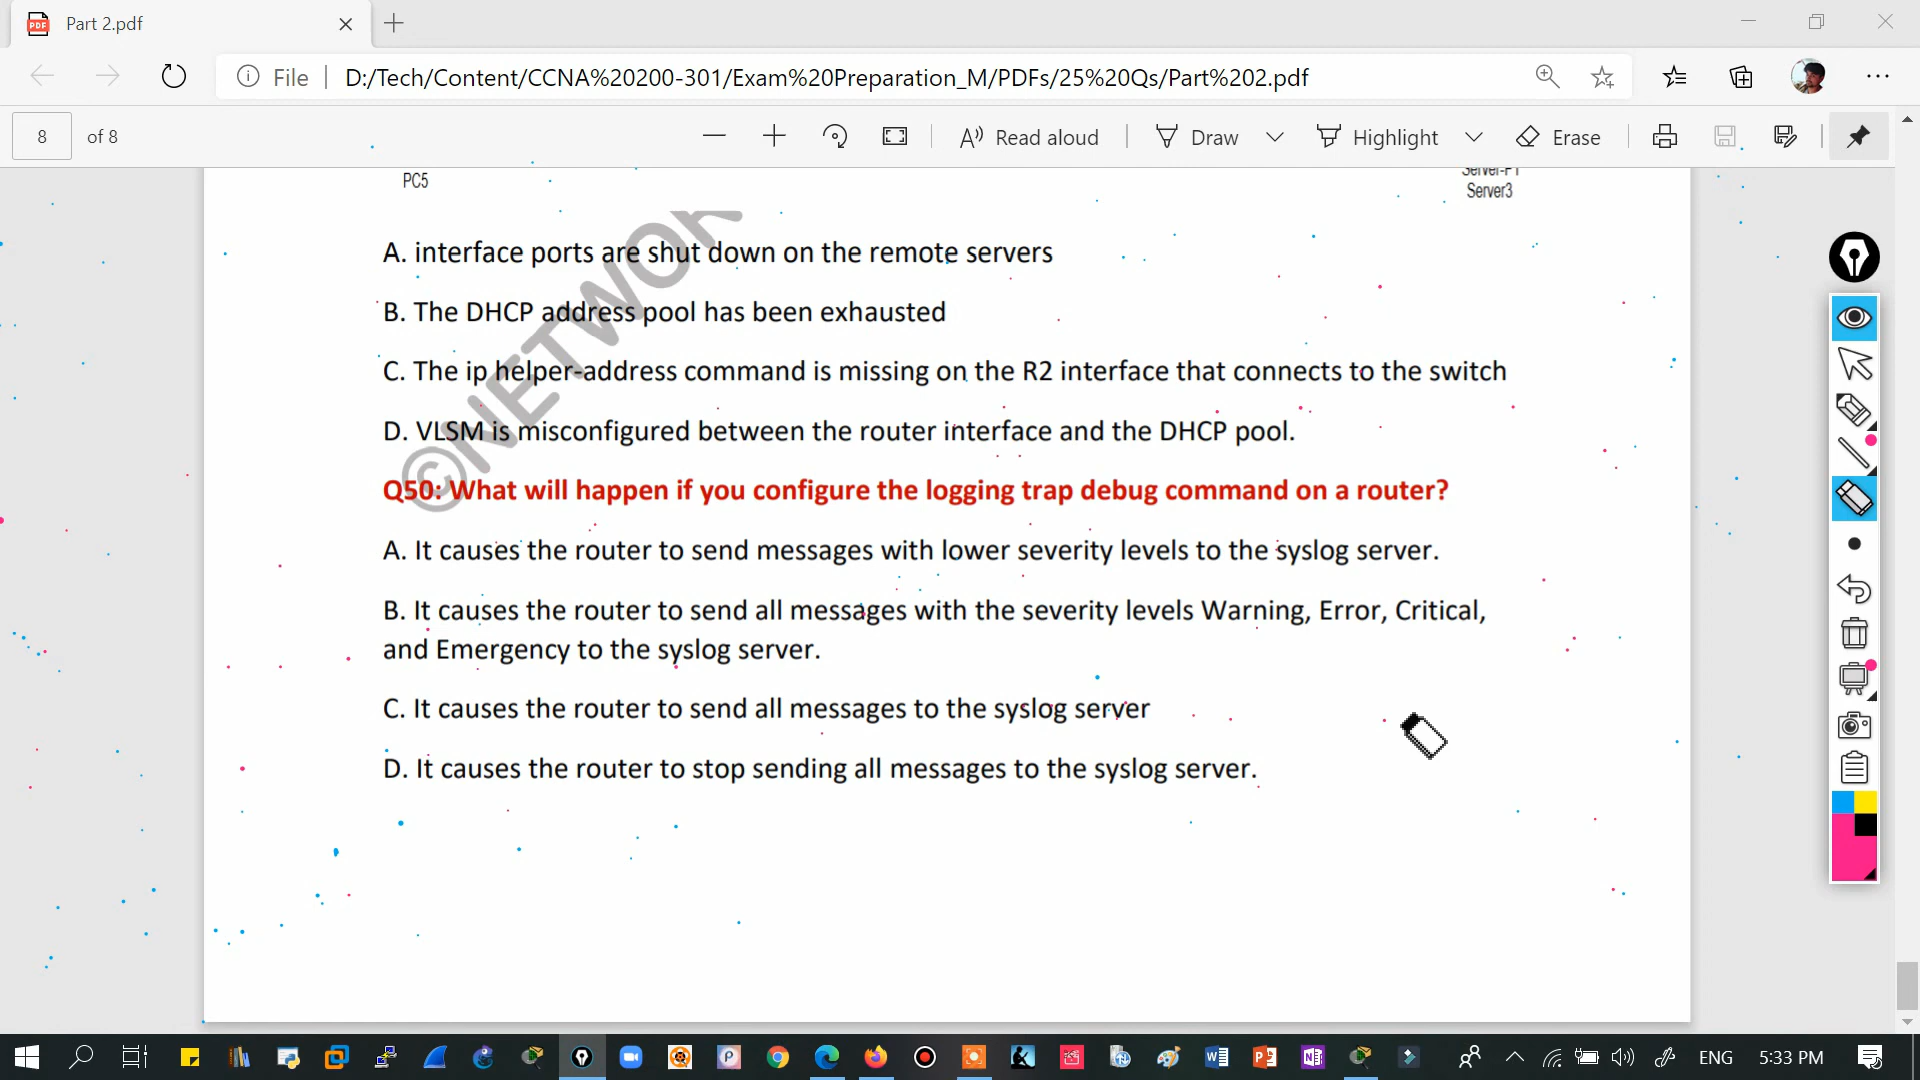 Part 2.pdf
File
D:/Tech/Content/CCNA%20200-301/Exam%20Preparation_M/PDFs/25%20Qs/Part%202.pdf
8 of 8
Read aloud
Draw
Highlight
Erase
PC5
Server3
©NETWOR
A. interface ports are shut down on the remote servers
B. The DHCP address pool has been exhausted
C. The ip helper-address command is missing on the R2 interface that connects to the switch
D. VLSM is misconfigured between the router interface and the DHCP pool.
Q50: What will happen if you configure the logging trap debug command on a router?
A. It causes the router to send messages with lower severity levels to the syslog server.
B. It causes the router to send all messages with the severity levels Warning, Error, Critical,
and Emergency to the syslog server.
C. It causes the router to send all messages to the syslog server
D. It causes the router to stop sending all messages to the syslog server.
ENG
5:33 PM